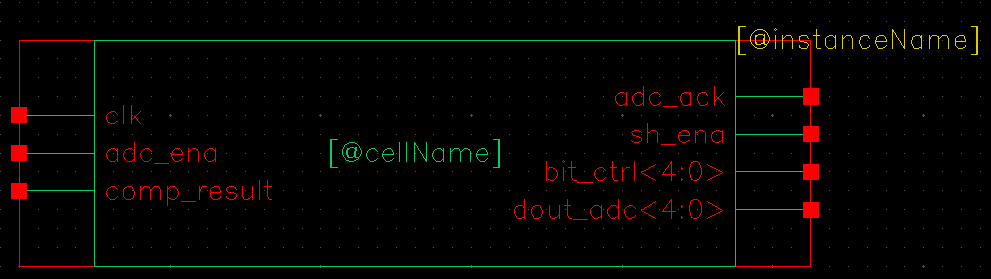 [@instanceName]
clk
adc_ena
comp_result
[@cellName]
adc_ack
sh_ena
bit_ctrl<4:0>
dout_adc<4:0>